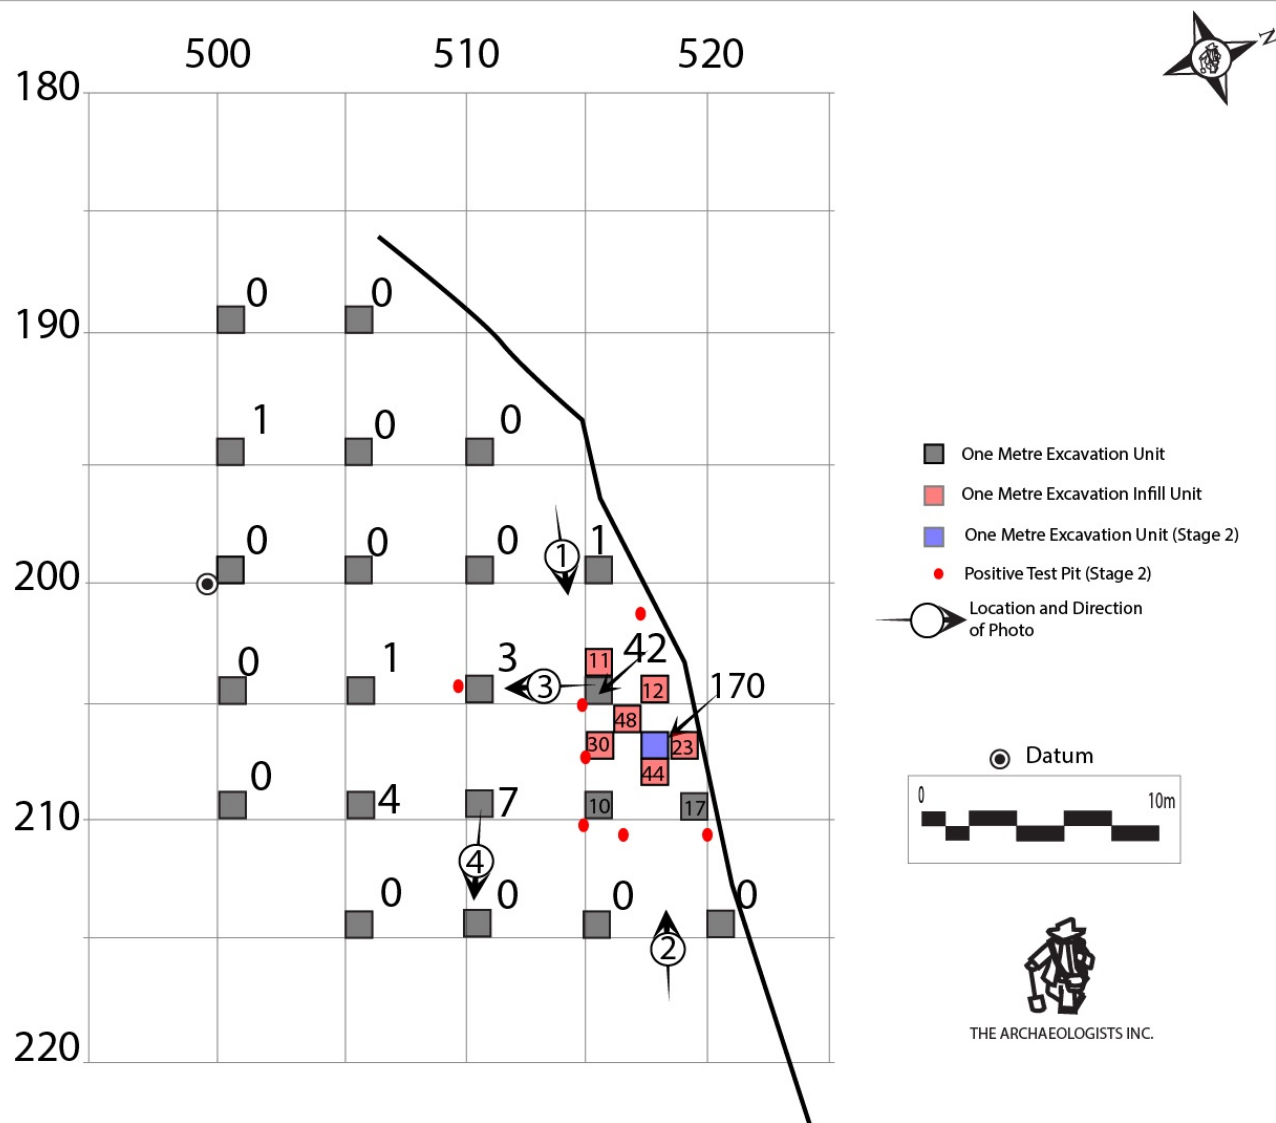 500 510 520
N
180
0 0
190
1 0 0
0 0 0 1 1
200
One Metre Excavation Unit
One Metre Excavation Infill Unit
One Metre Excavation Unit (Stage 2)
Positive Test Pit (Stage 2)
Location and Direction
of Photo
0 1 3 3 11 42
12 170
48
30 23
44
0 4 7 10 17
210
4
0 0 0 0
2
220
Datum
0 10m
THE ARCHAEOLOGISTS INC.